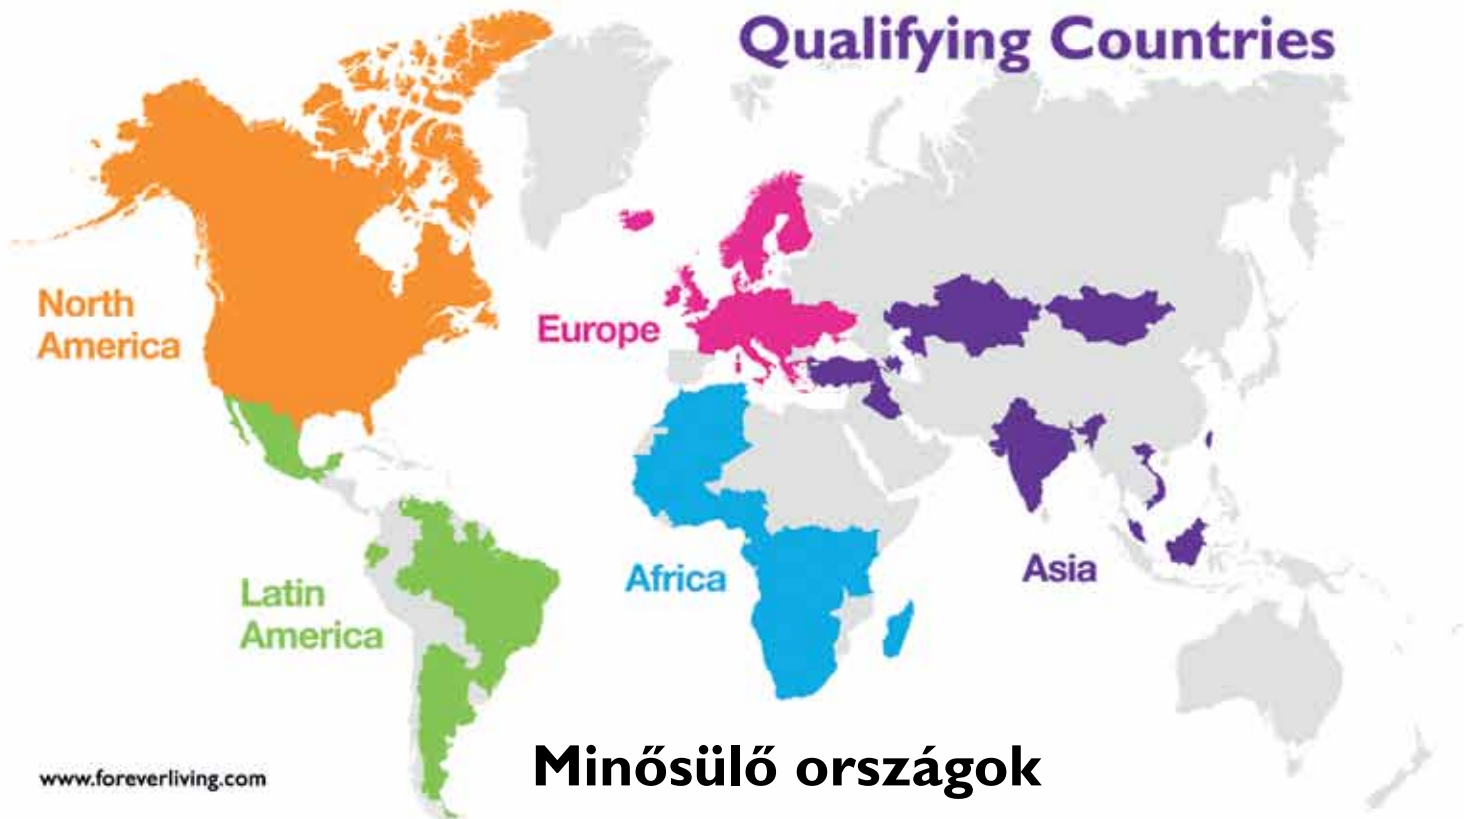 Qualifying Countries
North
America
Europe
Africa
Asia
Latin
America
www.foreverliving.com
Minősülő országok